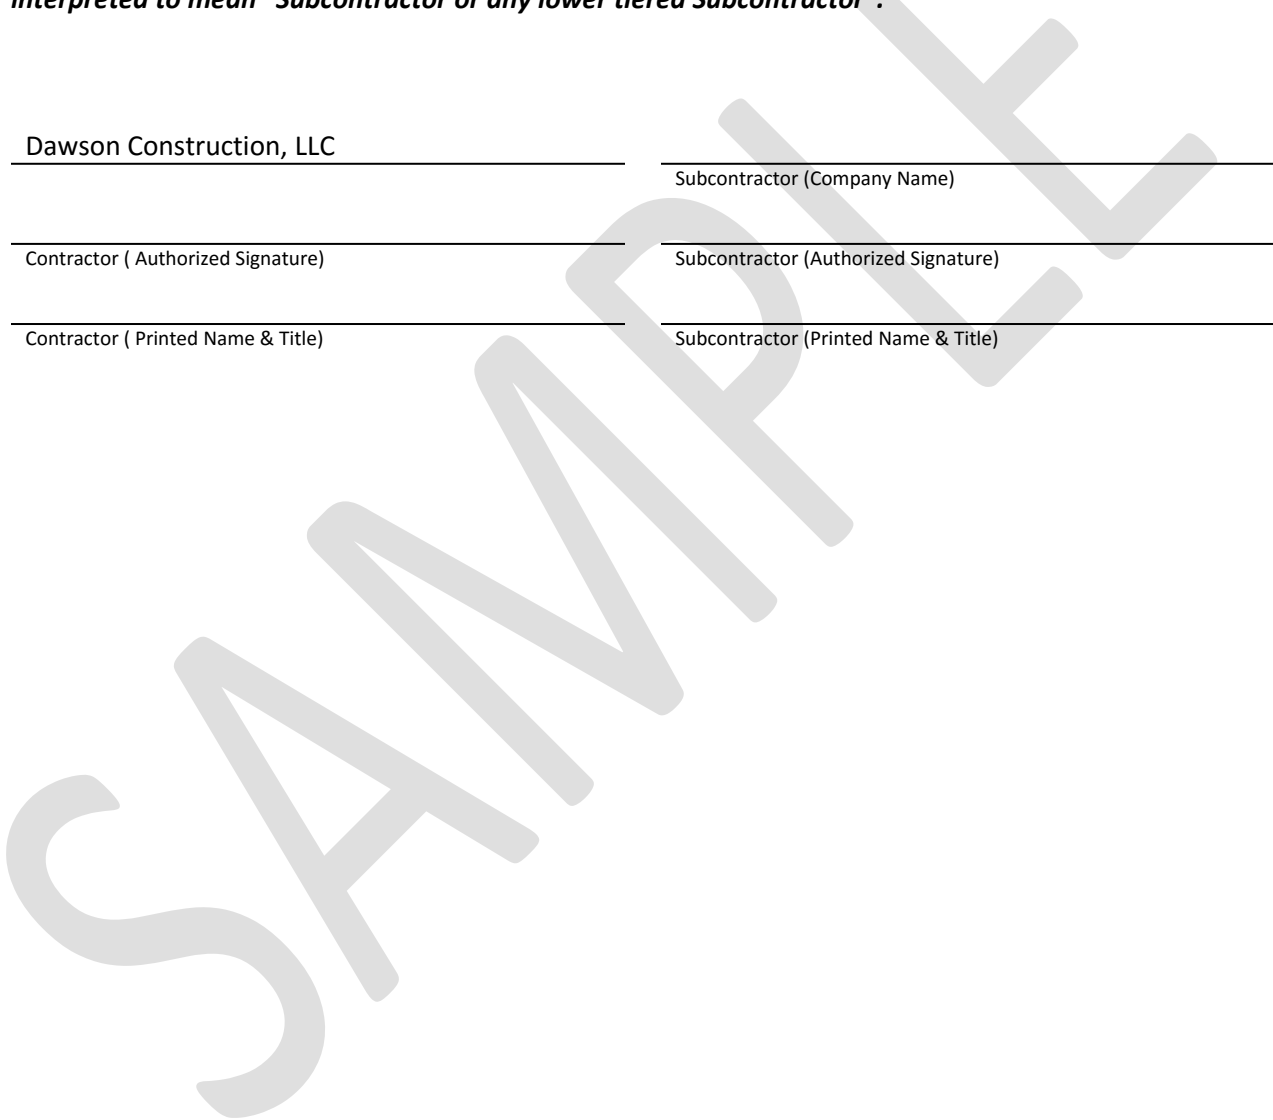 interpreted to mean "Subcontractor or any lower tiered Subcontractor".
Dawson Construction, LLC
Subcontractor (Company Name)
Contractor ( Authorized Signature)
Subcontractor (Authorized Signature)
Contractor ( Printed Name & Title)
Subcontractor (Printed Name & Title)
SAMPLE